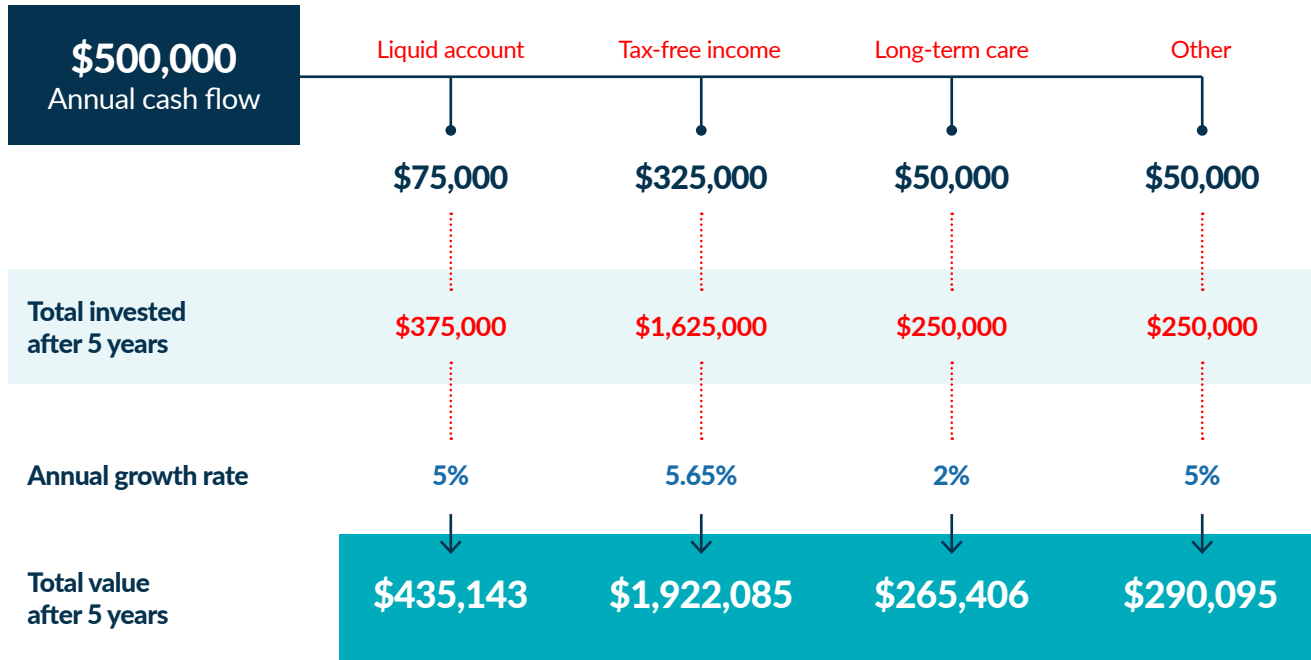 $500,000
Annual cash flow
Liquid account
Tax-free income
Long-term care
Other
$75,000
$325,000
$50,000
$50,000
Total invested
after 5 years
$375,000
$1,625,000
$250,000
$250,000
Annual growth rate
5%
5.65%
2%
5%
Total value
after 5 years
$435,143
$1,922,085
$265,406
$290,095